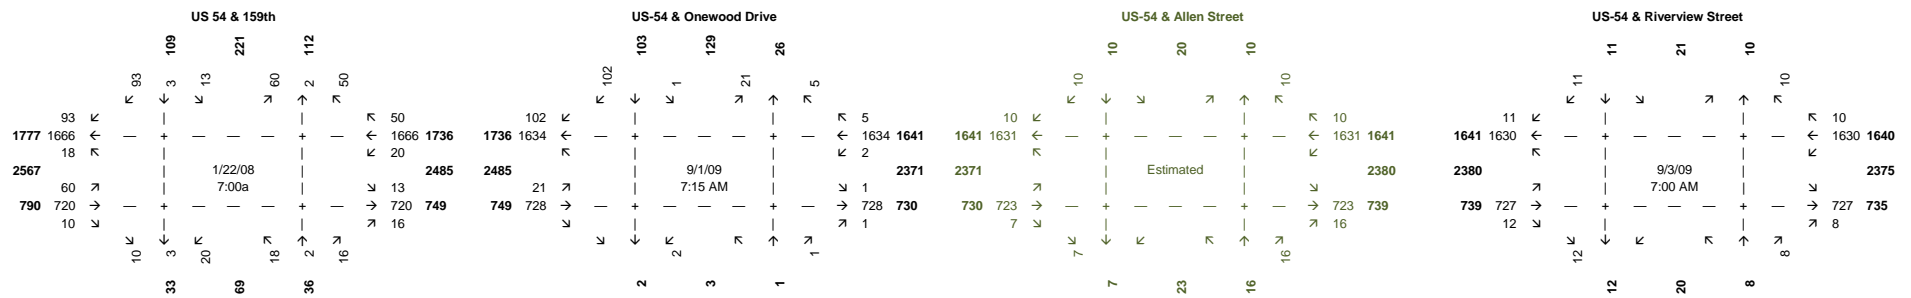 US 54 & 159th
US-54 & Onewood Drive
US-54 & Allen Street
US-54 & Riverview Street
109 221 112
103 129 26
10 20 10
11 21 10
93 3 13 60 2 50
102 1 21 5
10 10
11 10
93 50 102 5 10 10 11 10
1777 1666 1666 1736 1736 1634 1634 1641 1641 1631 1631 1641 1641 1630 1630 1640
18 20 2
2567 1/22/08 2485 2485 9/1/09 2371 2371 Estimated 2380 2380 9/3/09 2375
60 7:00a 13 21 7:15 AM 1 7:00 AM
790 720 720 749 749 728 728 730 730 723 723 739 739 727 727 735
10 16 1 7 16 12 8
10 3 20 18 2 16
2 1
7 16
12 8
33 69 36
2 3 1
7 23 16
12 20 8